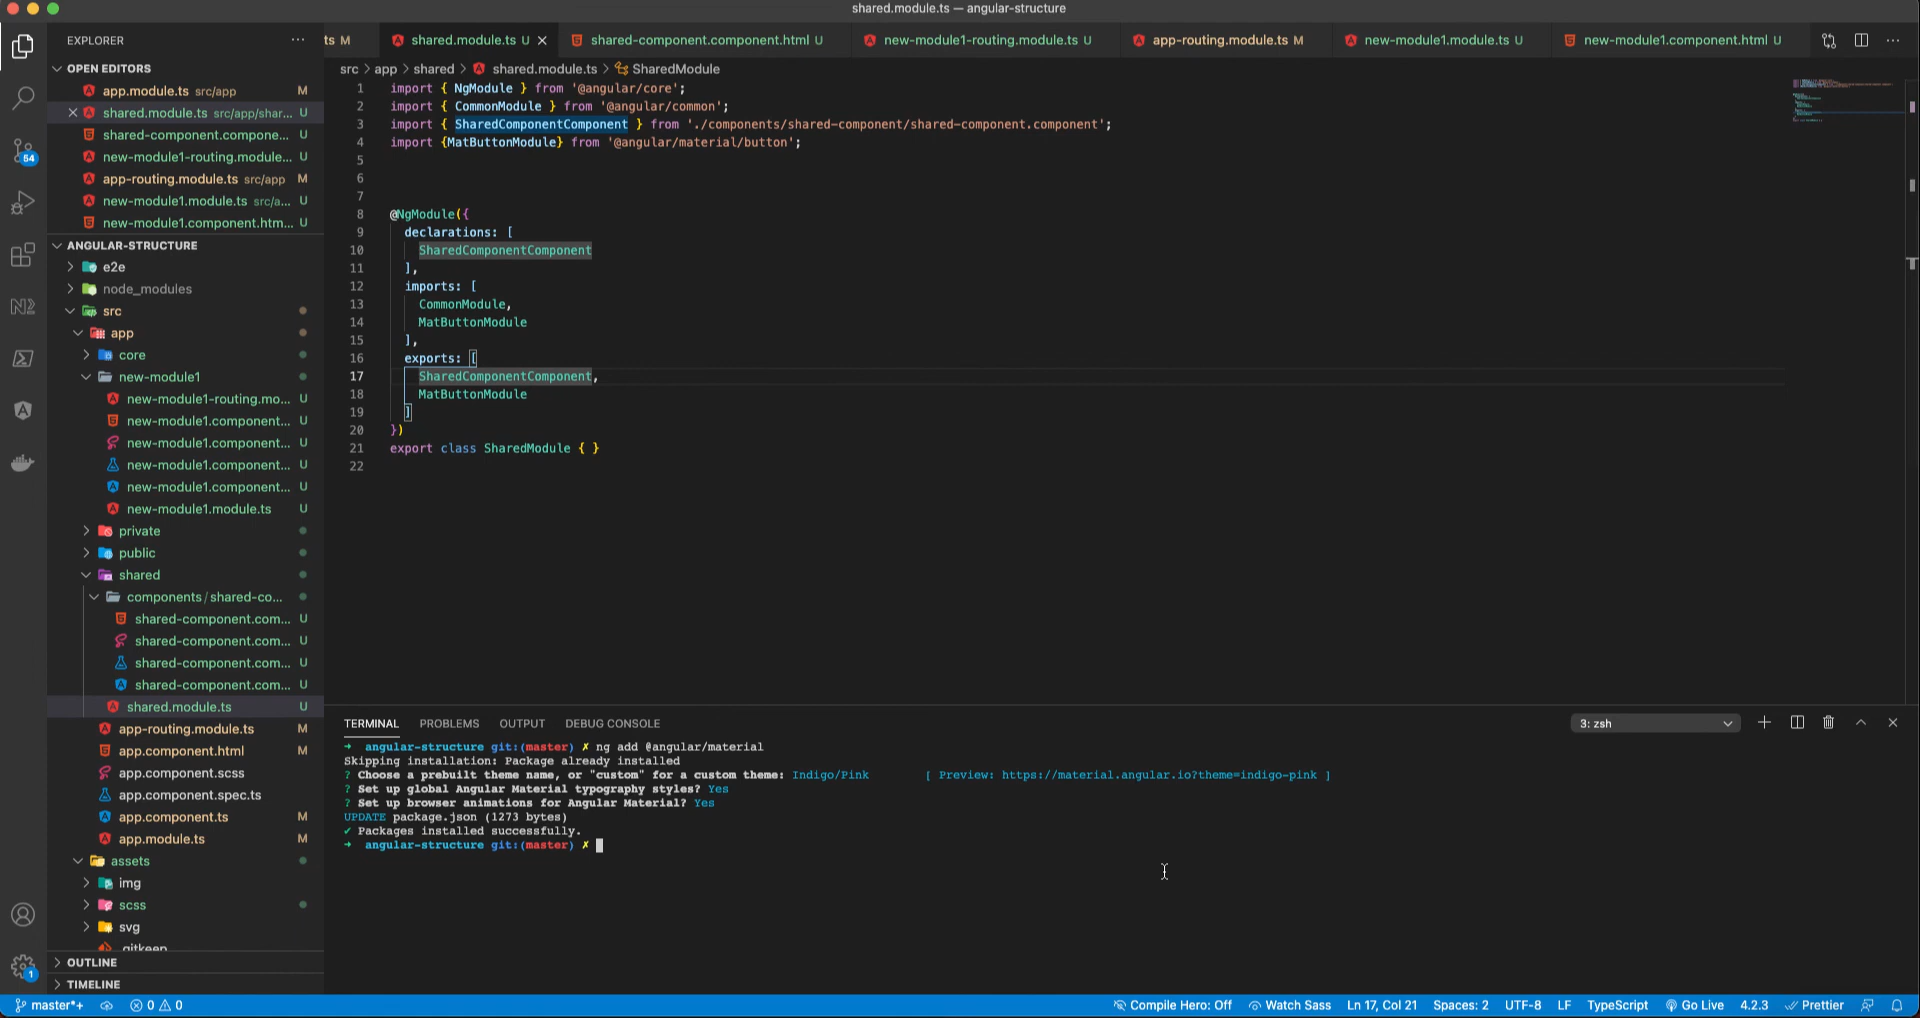 shared.module.ts — angular-structure
EXPLORER
ts M
shared.module.ts U
shared-component.component.html U
new-module1-routing.module.ts U
app-routing.module.ts M
new-module1.module.ts U
new-module1.component.html U
OPEN EDITORS
app.module.ts src/app M
shared.module.ts src/app/shar... U
shared-component.compone... U
new-module1-routing.module... U
app-routing.module.ts src/app M
new-module1.module.ts src/a... U
new-module1.component.htm... U
ANGULAR-STRUCTURE
e2e
node_modules
src
app
core
new-module1
new-module1-routing.mo... U
new-module1.component... U
new-module1.component... U
new-module1.component... U
new-module1.component... U
new-module1.module.ts U
private
public
shared
components/shared-co...
shared-component.com... U
shared-component.com... U
shared-component.com... U
shared-component.com... U
shared.module.ts U
app-routing.module.ts M
app.component.html M
app.component.scss
app.component.spec.ts
app.component.ts M
app.module.ts M
assets
img
scss
svg
.gitkeep
OUTLINE
TIMELINE
64
1
src > app > shared > shared.module.ts > SharedModule
1 import { NgModule } from '@angular/core';
2 import { CommonModule } from '@angular/common';
3 import { SharedComponentComponent } from './components/shared-component/shared-component.component';
4 import {MatButtonModule} from '@angular/material/button';
5
6
7
8 @NgModule({
9 declarations: [
10 SharedComponentComponent
11 ],
12 imports: [
13 CommonModule,
14 MatButtonModule
15 ],
16 exports: [
17 SharedComponentComponent,
18 MatButtonModule
19 ]
20 })
21 export class SharedModule { }
22
TERMINAL PROBLEMS OUTPUT DEBUG CONSOLE
3: zsh
➜ angular-structure git:(master) ✗ ng add @angular/material
Skipping installation: Package already installed
? Choose a prebuilt theme name, or "custom" for a custom theme: Indigo/Pink [ Preview: https://material.angular.io?theme=indigo-pink ]
? Set up global Angular Material typography styles? Yes
? Set up browser animations for Angular Material? Yes
UPDATE package.json (1273 bytes)
✔ Packages installed successfully.
➜ angular-structure git:(master) ✗
master*+ 0 0 Compile Hero: Off Watch Sass Ln 17, Col 21 Spaces: 2 UTF-8 LF TypeScript Go Live 4.2.3 Prettier